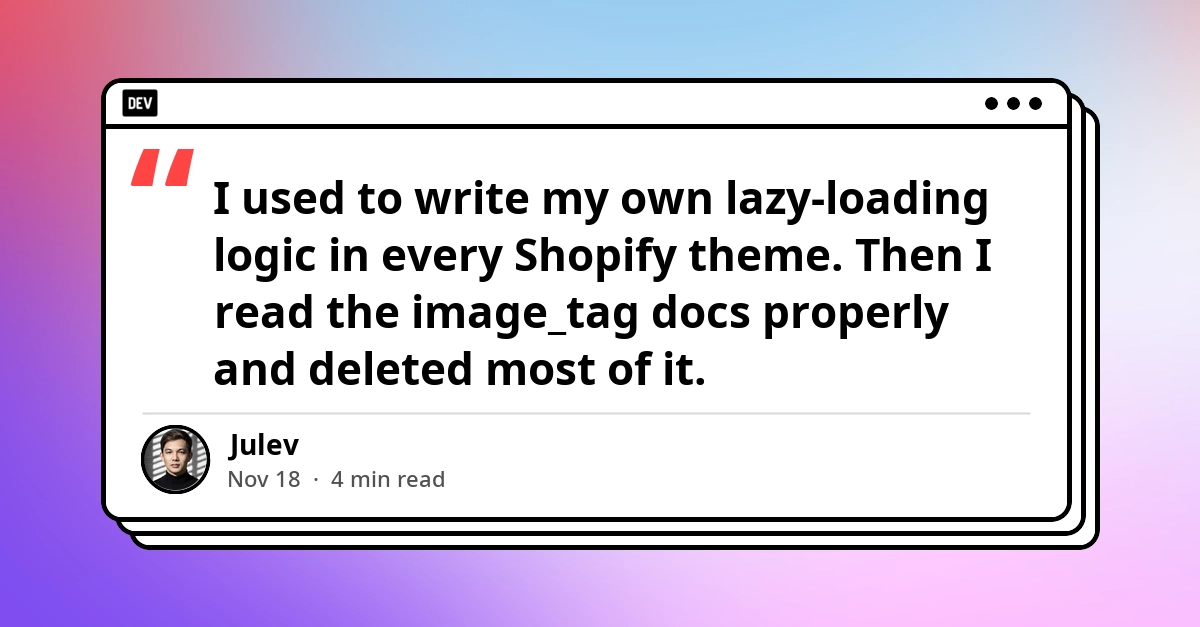 DEV
“
I used to write my own lazy-loading
logic in every Shopify theme. Then I
read the image_tag docs properly
and deleted most of it.
Julev
Nov 18 · 4 min read